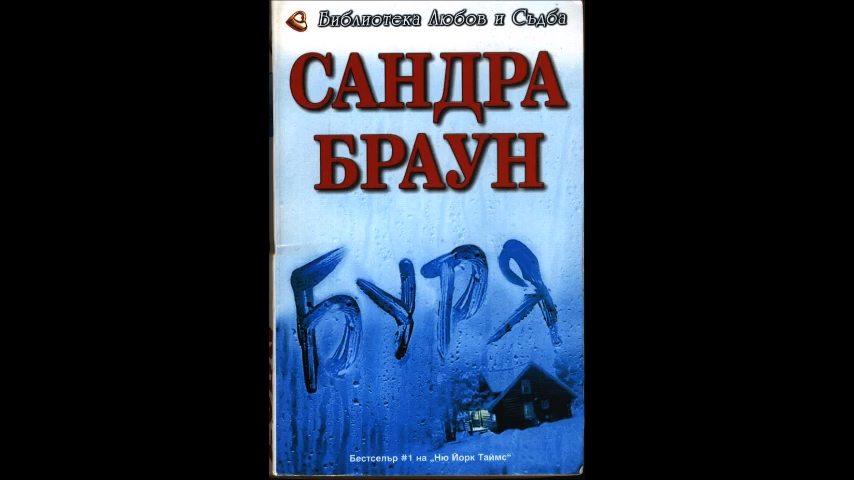 Библиотека Любов и Съдба
САНДРА
БРАУН
БУРЯ
Бестселър #1 на „Ню Йорк Таймс“